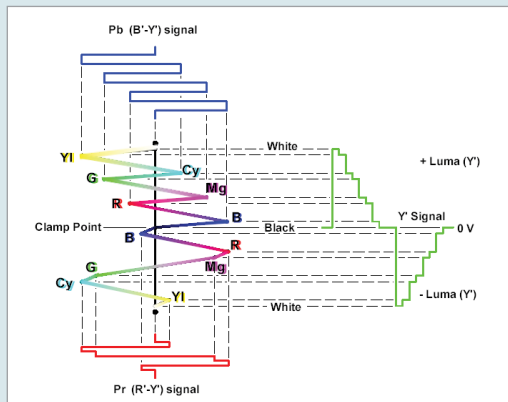 Pb (B'-Y') signal
White
Yl
Cy
+ Luma (Y')
G
Mg
R
B
Y' Signal
Clamp Point
Black
0 V
B
R
G
Mg
Cy
Yl
- Luma (Y')
White
Pr (R'-Y') signal